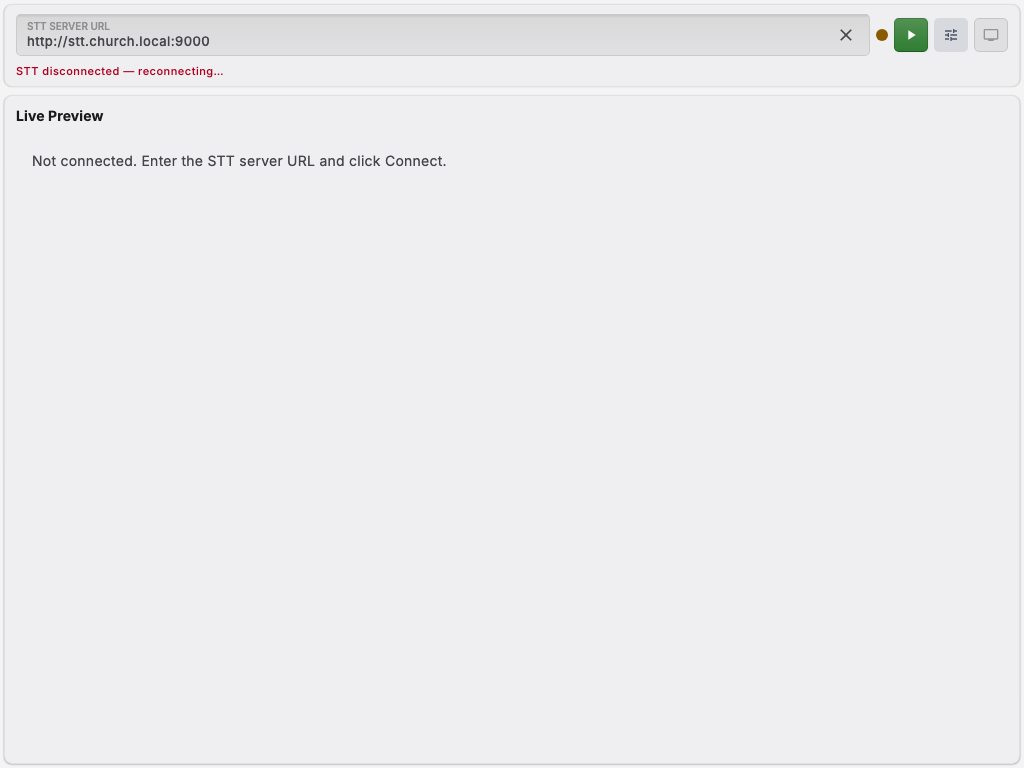 STT SERVER URL
http://stt.church.local:9000
STT disconnected — reconnecting...
Live Preview
Not connected. Enter the STT server URL and click Connect.